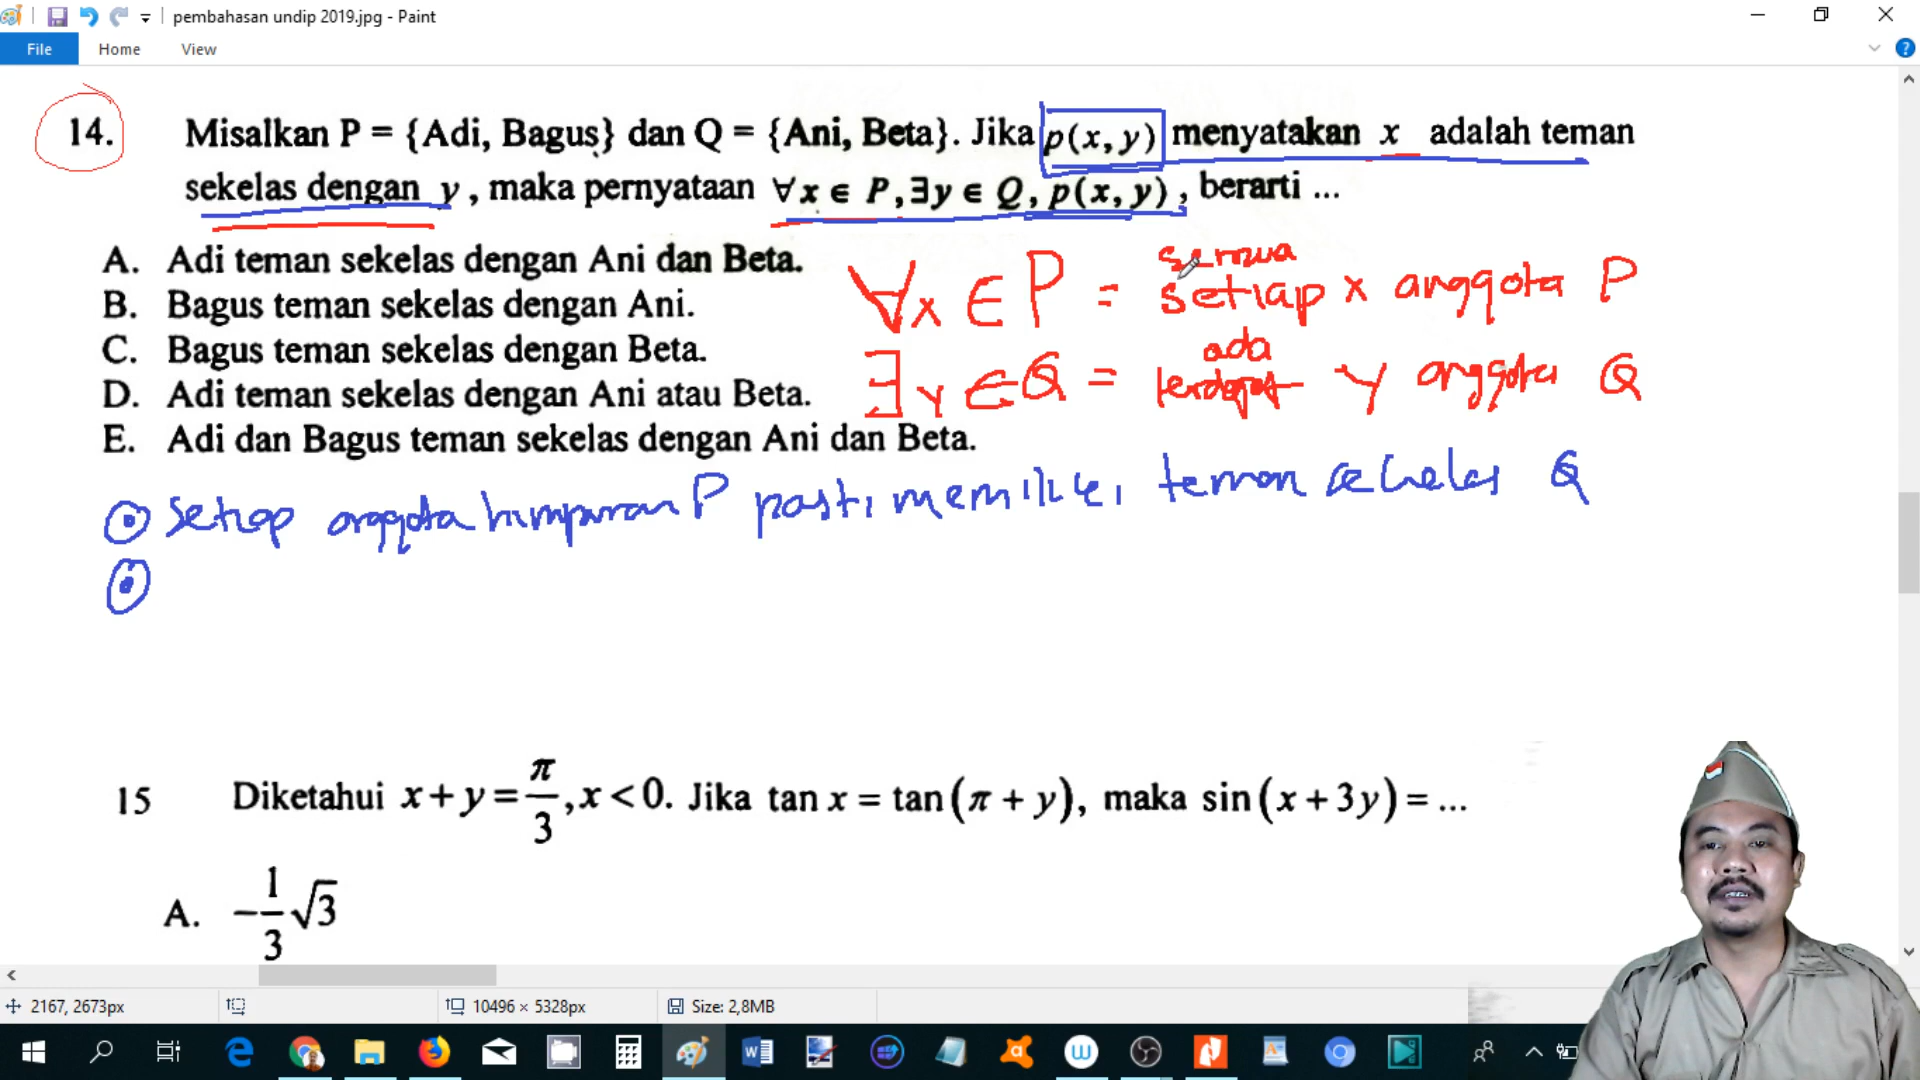 pembahasan undip 2019.jpg - Paint
File Home View
14. Misalkan P = {Adi, Bagus} dan Q = {Ani, Beta}. Jika p(x, y) menyatakan x adalah teman
sekelas dengan y, maka pernyataan ∀x ∈ P, ∃y ∈ Q, p(x, y), berarti ...
A. Adi teman sekelas dengan Ani dan Beta.
B. Bagus teman sekelas dengan Ani.
C. Bagus teman sekelas dengan Beta.
D. Adi teman sekelas dengan Ani atau Beta.
E. Adi dan Bagus teman sekelas dengan Ani dan Beta.
semua
∀x ∈ P = setiap x anggota P
ada
∃y ∈ Q = terdapat y anggota Q
setiap anggota himpunan P pasti memiliki teman sekelas Q
15 Diketahui x + y = π/3, x < 0. Jika tan x = tan(π + y), maka sin(x + 3y) = ...
A. -1/3 √3
2167, 2673px
10496 × 5328px
Size: 2,8MB